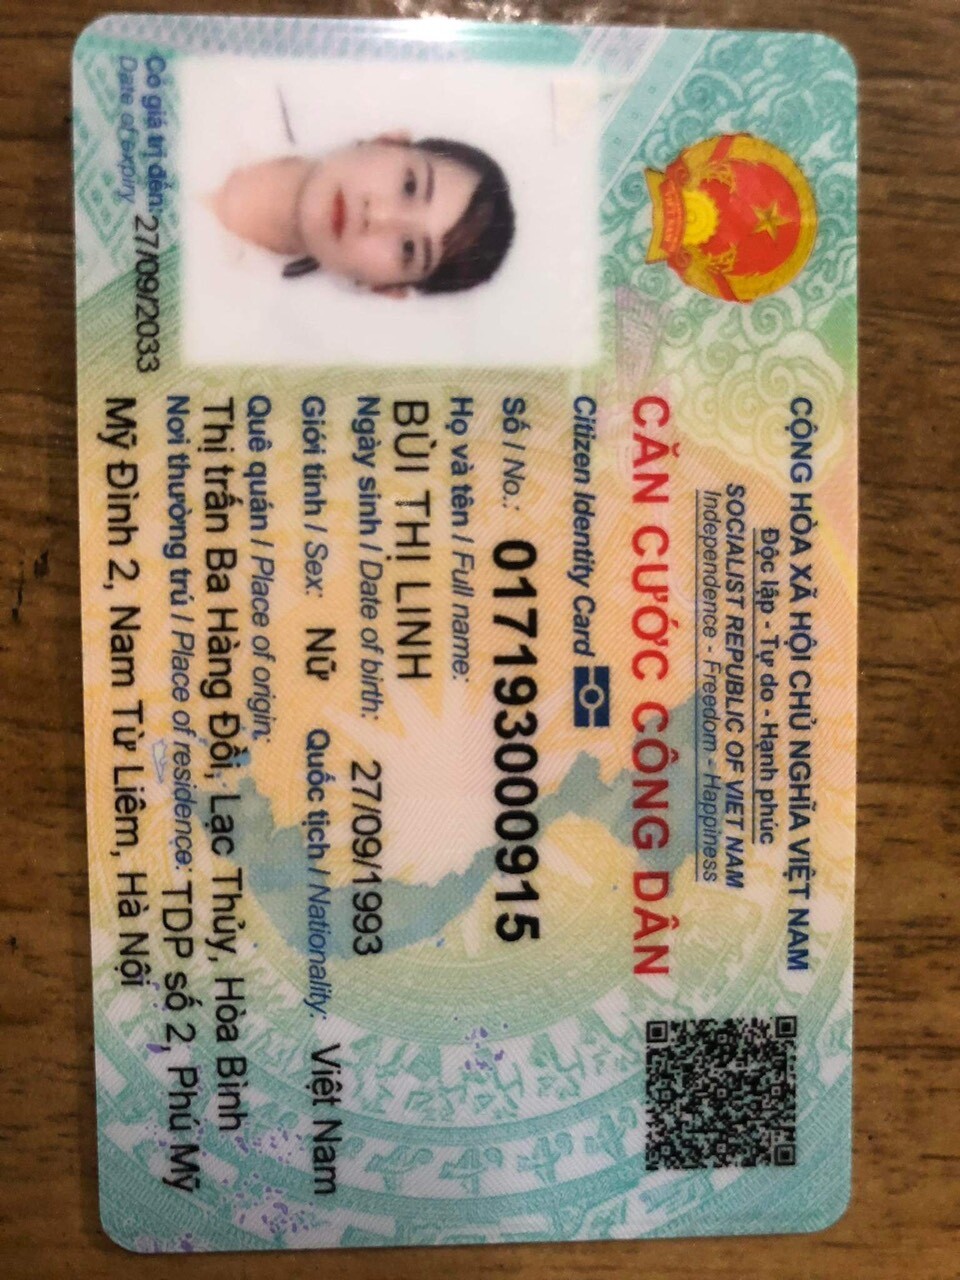 CỘNG HÒA XÃ HỘI CHỦ NGHĨA VIỆT NAM
Độc lập - Tự do - Hạnh phúc
SOCIALIST REPUBLIC OF VIET NAM
Independence - Freedom - Happiness
CĂN CƯỚC CÔNG DÂN
Citizen Identity Card
Số / No.: 017193000915
Họ và tên / Full name:
BÙI THỊ LINH
Ngày sinh / Date of birth: 27/09/1993
Giới tính / Sex: Nữ Quốc tịch / Nationality: Việt Nam
Quê quán / Place of origin:
Thị trấn Ba Hàng Đồi, Lạc Thủy, Hòa Bình
Nơi thường trú / Place of residence: TDP số 2, Phú Mỹ
Mỹ Đình 2, Nam Từ Liêm, Hà Nội
Có giá trị đến: 27/09/2033
Date of expiry
VIỆT NAM